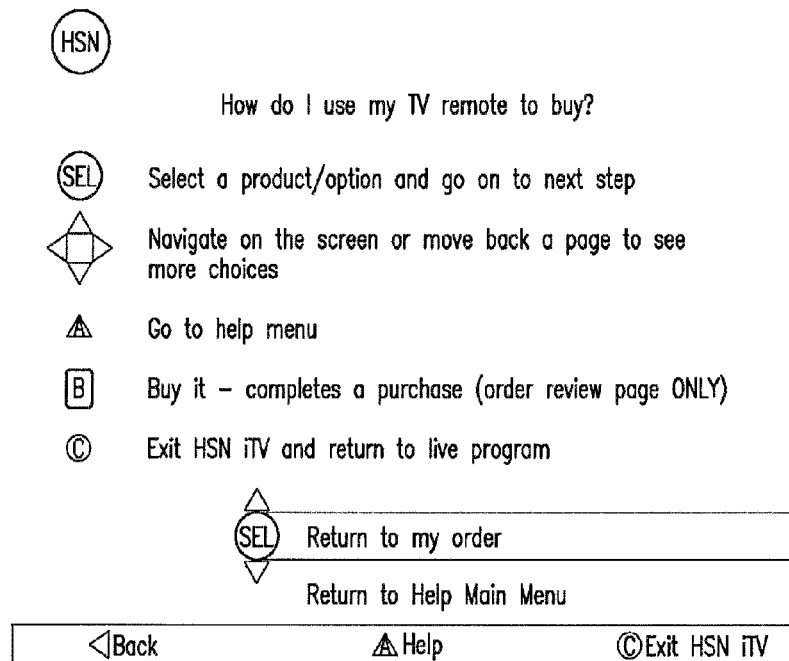 HSN
How do I use my TV remote to buy?
SEL Select a product/option and go on to next step
Navigate on the screen or move back a page to see
more choices
A Go to help menu
B Buy it – completes a purchase (order review page ONLY)
C Exit HSN iTV and return to live program
SEL Return to my order
Return to Help Main Menu
Back A Help C Exit HSN iTV